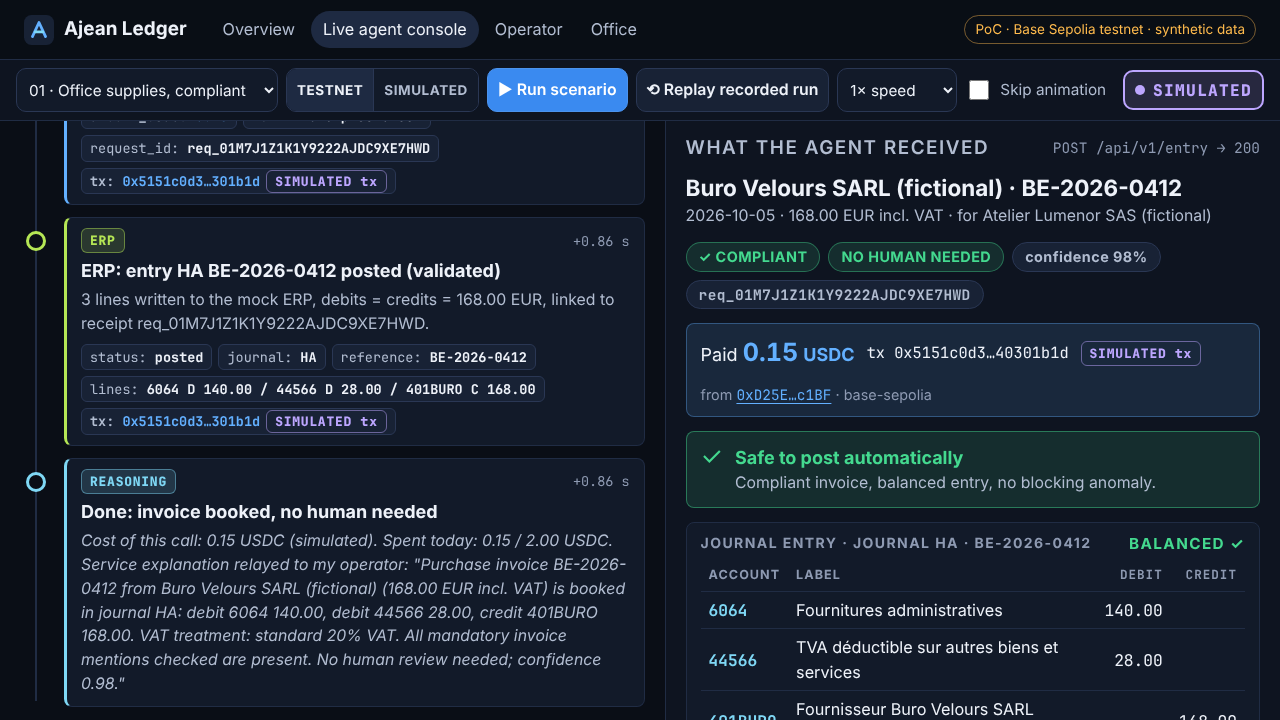 Ajean Ledger
Overview
Live agent console
Operator
Office
PoC · Base Sepolia testnet · synthetic data
01 · Office supplies, compliant
TESTNET
SIMULATED
▶ Run scenario
⟲ Replay recorded run
1× speed
Skip animation
SIMULATED
request_id: req_01M7J1Z1K1Y9222AJDC9XE7HWD
tx: 0x5151c0d3…301b1d SIMULATED tx
ERP
+0.86 s
ERP: entry HA BE-2026-0412 posted (validated)
3 lines written to the mock ERP, debits = credits = 168.00 EUR, linked to
receipt req_01M7J1Z1K1Y9222AJDC9XE7HWD.
status: posted
journal: HA
reference: BE-2026-0412
lines: 6064 D 140.00 / 44566 D 28.00 / 401BURO C 168.00
tx: 0x5151c0d3…301b1d SIMULATED tx
REASONING
+0.86 s
Done: invoice booked, no human needed
Cost of this call: 0.15 USDC (simulated). Spent today: 0.15 / 2.00 USDC.
Service explanation relayed to my operator: "Purchase invoice BE-2026-
0412 from Buro Velours SARL (fictional) (168.00 EUR incl. VAT) is booked
in journal HA: debit 6064 140.00, debit 44566 28.00, credit 401BURO
168.00. VAT treatment: standard 20% VAT. All mandatory invoice
mentions checked are present. No human review needed; confidence
0.98."
WHAT THE AGENT RECEIVED
POST /api/v1/entry → 200
Buro Velours SARL (fictional) · BE-2026-0412
2026-10-05 · 168.00 EUR incl. VAT · for Atelier Lumenor SAS (fictional)
✓ COMPLIANT
NO HUMAN NEEDED
confidence 98%
req_01M7J1Z1K1Y9222AJDC9XE7HWD
Paid 0.15 USDC tx 0x5151c0d3…40301b1d SIMULATED tx
from 0xD25E…c1BF · base-sepolia
Safe to post automatically
Compliant invoice, balanced entry, no blocking anomaly.
JOURNAL ENTRY · JOURNAL HA · BE-2026-0412
BALANCED ✓
ACCOUNT LABEL DEBIT CREDIT
6064 Fournitures administratives 140.00
44566 TVA déductible sur autres biens et services 28.00
Fournisseur Buro Velours SARL